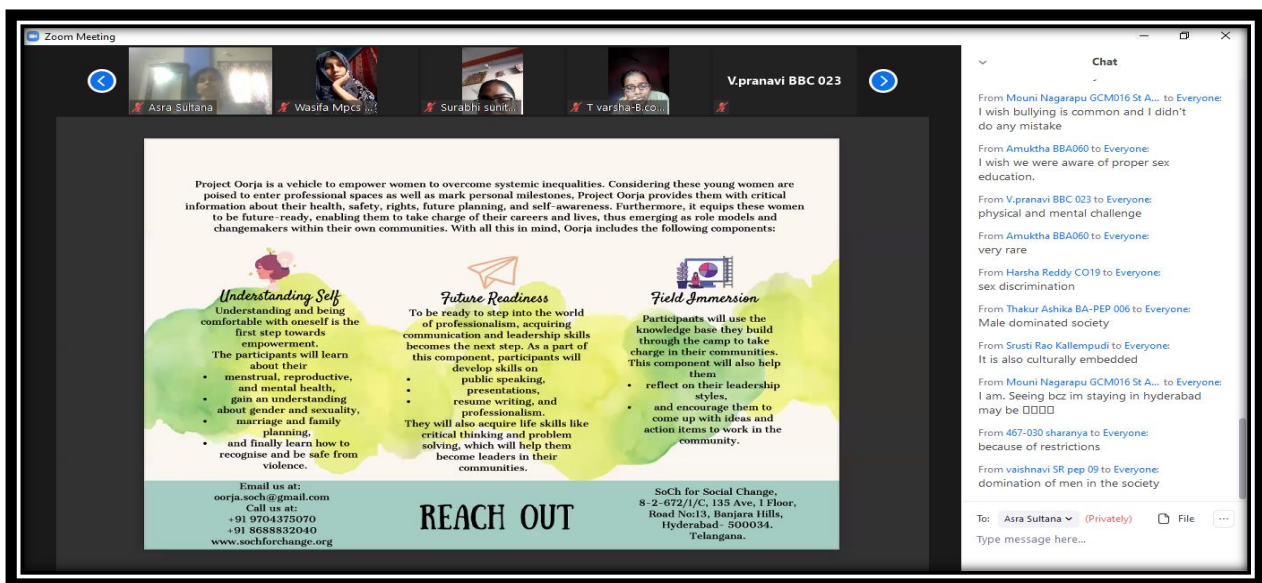 Zoom Meeting
Asra Sultana
Wasifa Mpcs ...
Surabhi sunit...
T varsha-B.co...
V.pranavi BBC 023
Project Oorja is a vehicle to empower women to overcome systemic inequalities. Considering these young women are
poised to enter professional spaces as well as mark personal milestones, Project Oorja provides them with critical
information about their health, safety, rights, future planning, and self-awareness. Furthermore, it equips these women
to be future-ready, enabling them to take charge of their careers and lives, thus emerging as role models and
changemakers within their own communities. With all this in mind, Oorja includes the following components:
Understanding Self
Understanding and being
comfortable with oneself is the
first step towards
empowerment.
The participants will learn
about their
• menstrual, reproductive,
and mental health,
• gain an understanding
about gender and sexuality,
• marriage and family
planning,
• and finally learn how to
recognise and be safe from
violence.
Future Readiness
To be ready to step into the world
of professionalism, acquiring
communication and leadership skills
becomes the next step. As a part of
this component, participants will
develop skills on
• public speaking,
• presentations,
• resume writing, and
professionalism.
They will also acquire life skills like
critical thinking and problem
solving, which will help them
become leaders in their
communities.
Field Immersion
Participants will use the
knowledge base they build
through the camp to take
charge in their communities.
This component will also help
them
• reflect on their leadership
styles,
• and encourage them to
come up with ideas and
action items to work in the
community.
Email us at:
oorja.soch@gmail.com
Call us at:
+91 9704375070
+91 8688832040
www.sochforchange.org
REACH OUT
SoCh for Social Change,
8-2-672/1/C, 135 Ave, 1 Floor,
Road No:13, Banjara Hills,
Hyderabad- 500034.
Telangana.
Chat
From Mouni Nagarapu GCM016 St A... to Everyone:
I wish bullying is common and I didn't
do any mistake
From Amuktha BBA060 to Everyone:
I wish we were aware of proper sex
education.
From V.pranavi BBC 023 to Everyone:
physical and mental challenge
From Amuktha BBA060 to Everyone:
very rare
From Harsha Reddy CO19 to Everyone:
sex discrimination
From Thakur Ashika BA-PEP 006 to Everyone:
Male dominated society
From Srusti Rao Kallempudi to Everyone:
It is also culturally embedded
From Mouni Nagarapu GCM016 St A... to Everyone:
I am. Seeing bcz im staying in hyderabad
may be
From 467-030 sharanya to Everyone:
because of restrictions
From vaishnavi SR pep 09 to Everyone:
domination of men in the society
To: Asra Sultana (Privately) File ...
Type message here...